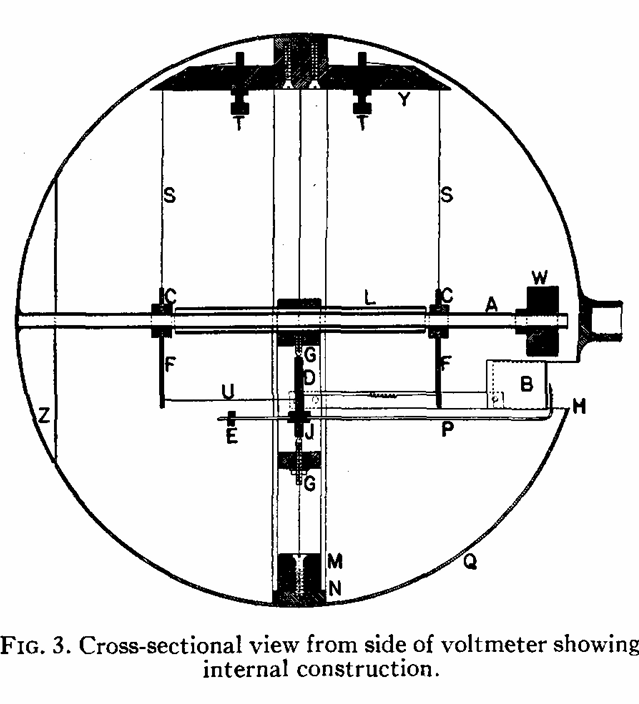 Y
T T
S S
W
C L C A
G
F D F
B
U
H
Z
E J P
G
M Q
N
FIG. 3. Cross-sectional view from side of voltmeter showing
internal construction.